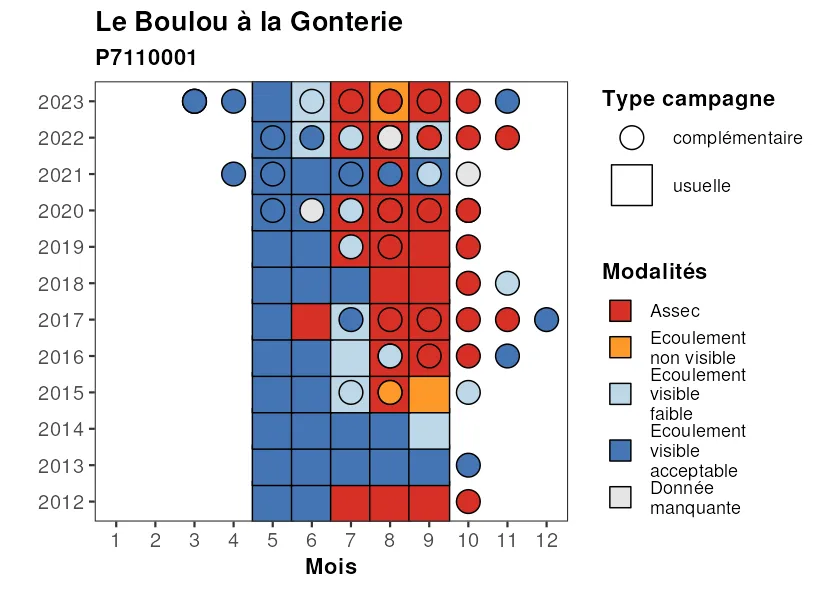 Le Boulou à la Gonterie
P7110001
2023
2022
2021
2020
2019
2018
2017
2016
2015
2014
2013
2012
1 2 3 4 5 6 7 8 9 10 11 12
Mois
Type campagne
complémentaire
usuelle
Modalités
Assec
Ecoulement
non visible
Ecoulement
visible
faible
Ecoulement
visible
acceptable
Donnée
manquante